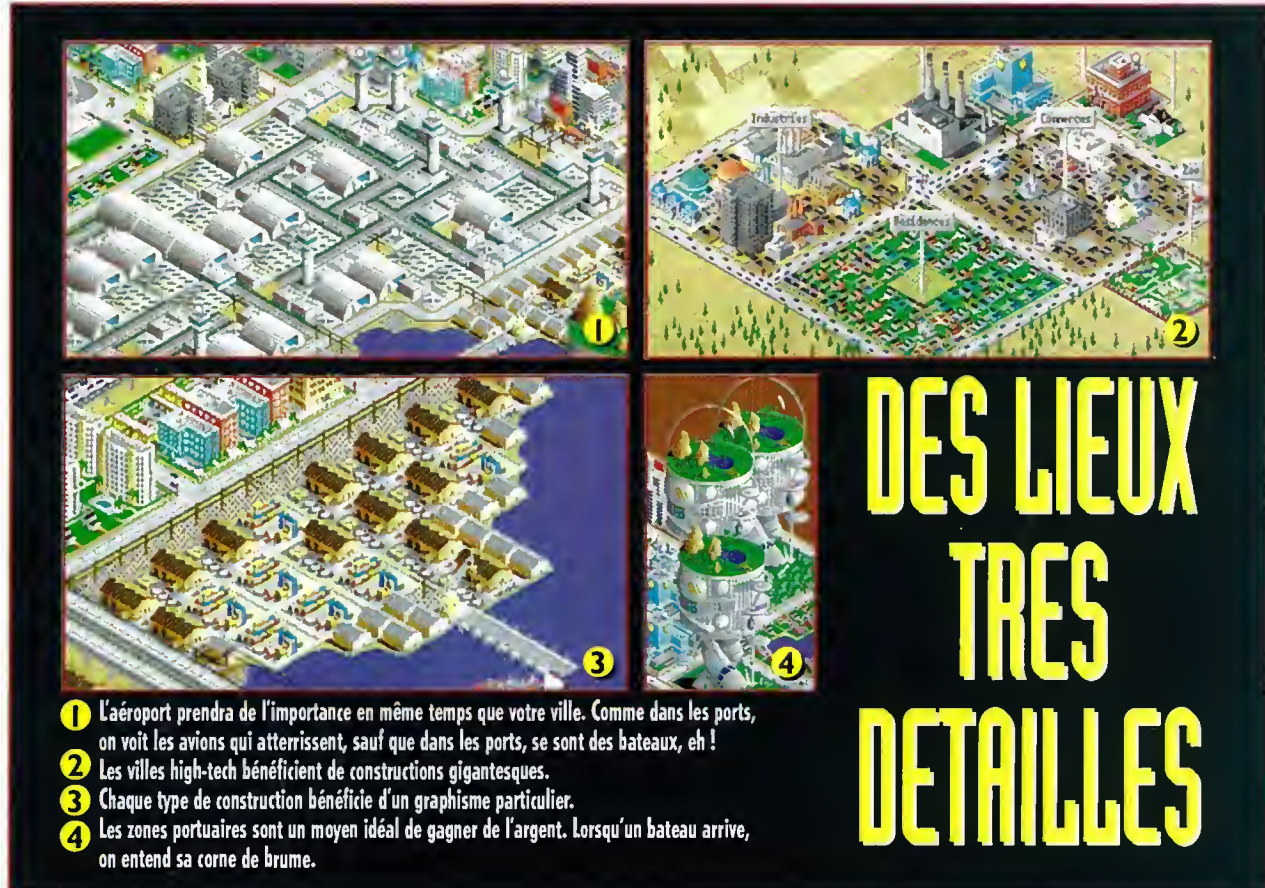 Industries
Commerces
Zoo
Résidences
1
2
3
4
DES LIEUX
TRES
DETAILLES
1 L'aéroport prendra de l'importance en même temps que votre ville. Comme dans les ports,
on voit les avions qui atterrissent, sauf que dans les ports, se sont des bateaux, eh !
2 Les villes high-tech bénéficient de constructions gigantesques.
3 Chaque type de construction bénéficie d'un graphisme particulier.
4 Les zones portuaires sont un moyen idéal de gagner de l'argent. Lorsqu'un bateau arrive,
on entend sa corne de brume.